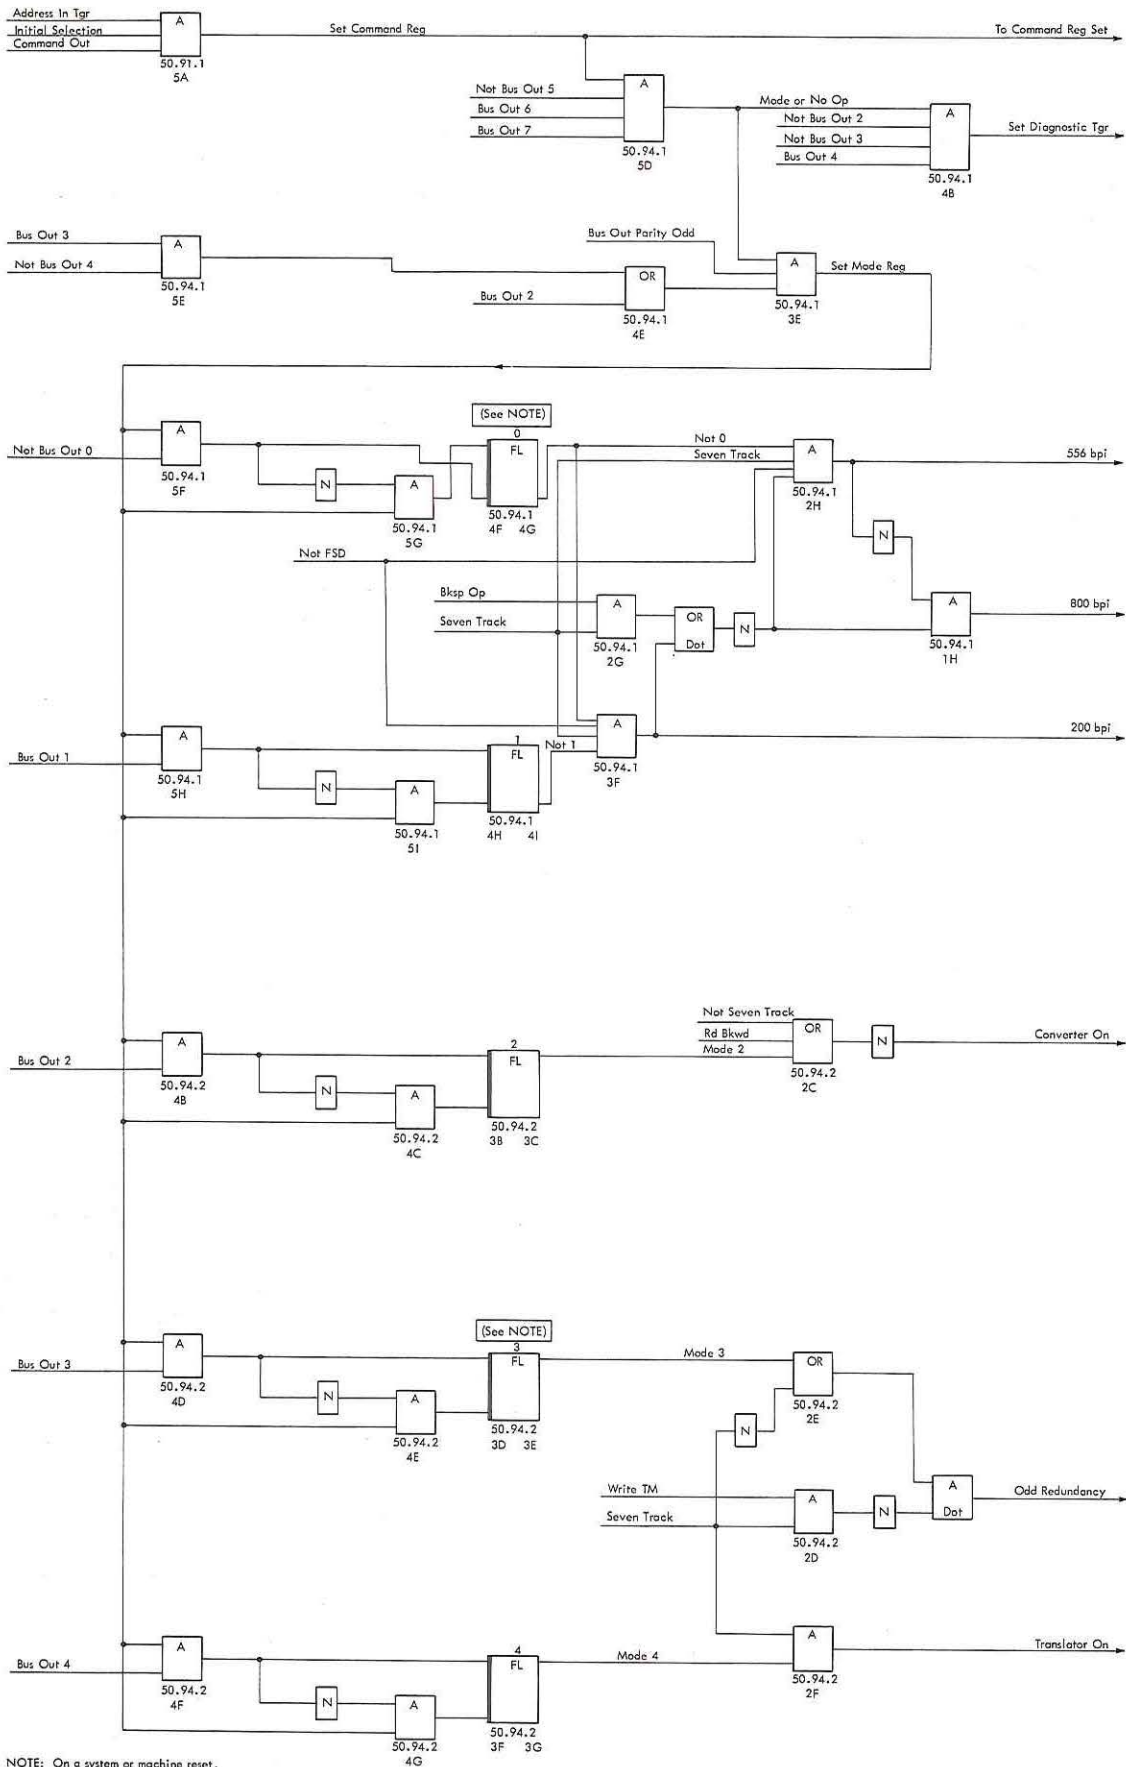 Address In Tgr
Initial Selection
Command Out
A
50.91.1
5A
Set Command Reg
To Command Reg Set
Not Bus Out 5
Bus Out 6
Bus Out 7
A
50.94.1
5D
Mode or No Op
Not Bus Out 2
Not Bus Out 3
Bus Out 4
A
50.94.1
4B
Set Diagnostic Tgr
Bus Out 3
Not Bus Out 4
A
50.94.1
5E
Bus Out Parity Odd
Bus Out 2
OR
50.94.1
4E
A
50.94.1
3E
Set Mode Reg
Not Bus Out 0
A
50.94.1
5F
N
A
50.94.1
5G
(See NOTE)
0
FL
50.94.1
4F 4G
Not 0
Seven Track
A
50.94.1
2H
556 bpi
Not FSD
N
Bksp Op
Seven Track
A
50.94.1
2G
OR
Dot
N
A
50.94.1
1H
800 bpi
Bus Out 1
A
50.94.1
5H
N
A
50.94.1
5I
1
FL
50.94.1
4H 4I
Not 1
A
50.94.1
3F
200 bpi
Bus Out 2
A
50.94.2
4B
N
A
50.94.2
4C
2
FL
50.94.2
3B 3C
Not Seven Track
Rd Bkwd
Mode 2
OR
50.94.2
2C
N
Converter On
Bus Out 3
A
50.94.2
4D
N
A
50.94.2
4E
(See NOTE)
3
FL
50.94.2
3D 3E
Mode 3
OR
50.94.2
2E
N
Write TM
Seven Track
A
50.94.2
2D
N
A
Dot
Odd Redundancy
Bus Out 4
A
50.94.2
4F
N
A
50.94.2
4G
4
FL
50.94.2
3F 3G
Mode 4
A
50.94.2
2F
Translator On
NOTE: On a system or machine reset,